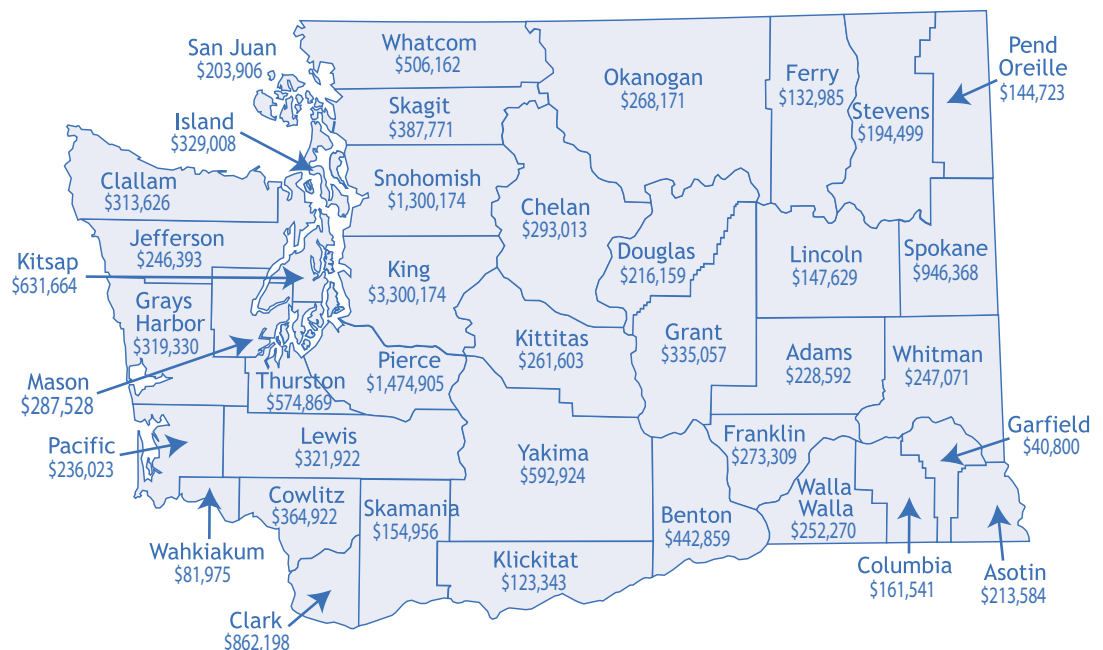 Whatcom
$506,162
San Juan
$203,906
Skagit
$387,771
Island
$329,008
Okanogan
$268,171
Ferry
$132,985
Stevens
$194,499
Pend
Oreille
$144,723
Clallam
$313,626
Snohomish
$1,300,174
Chelan
$293,013
Jefferson
$246,393
Kitsap
$631,664
King
$3,300,174
Douglas
$216,159
Lincoln
$147,629
Spokane
$946,368
Grays
Harbor
$319,330
Mason
$287,528
Thurston
$574,869
Pierce
$1,474,905
Kittitas
$261,603
Grant
$335,057
Adams
$228,592
Whitman
$247,071
Pacific
$236,023
Lewis
$321,922
Yakima
$592,924
Franklin
$273,309
Garfield
$40,800
Cowlitz
$364,922
Skamania
$154,956
Benton
$442,859
Walla
Walla
$252,270
Wahkiakum
$81,975
Klickitat
$123,343
Columbia
$161,541
Asotin
$213,584
Clark
$862,198